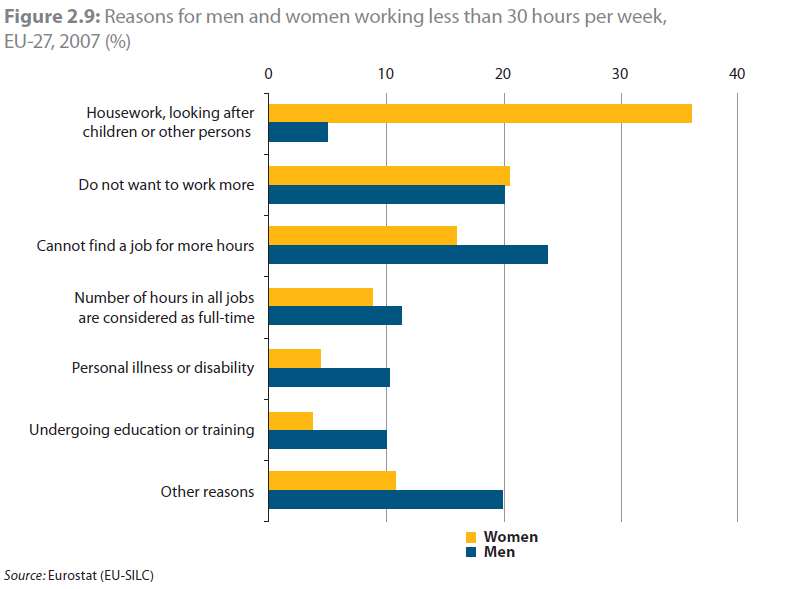 Figure 2.9: Reasons for men and women working less than 30 hours per week,
EU-27, 2007 (%)
0 10 20 30 40
Housework, looking after
children or other persons
Do not want to work more
Cannot find a job for more hours
Number of hours in all jobs
are considered as full-time
Personal illness or disability
Undergoing education or training
Other reasons
Women
Men
Source: Eurostat (EU-SILC)